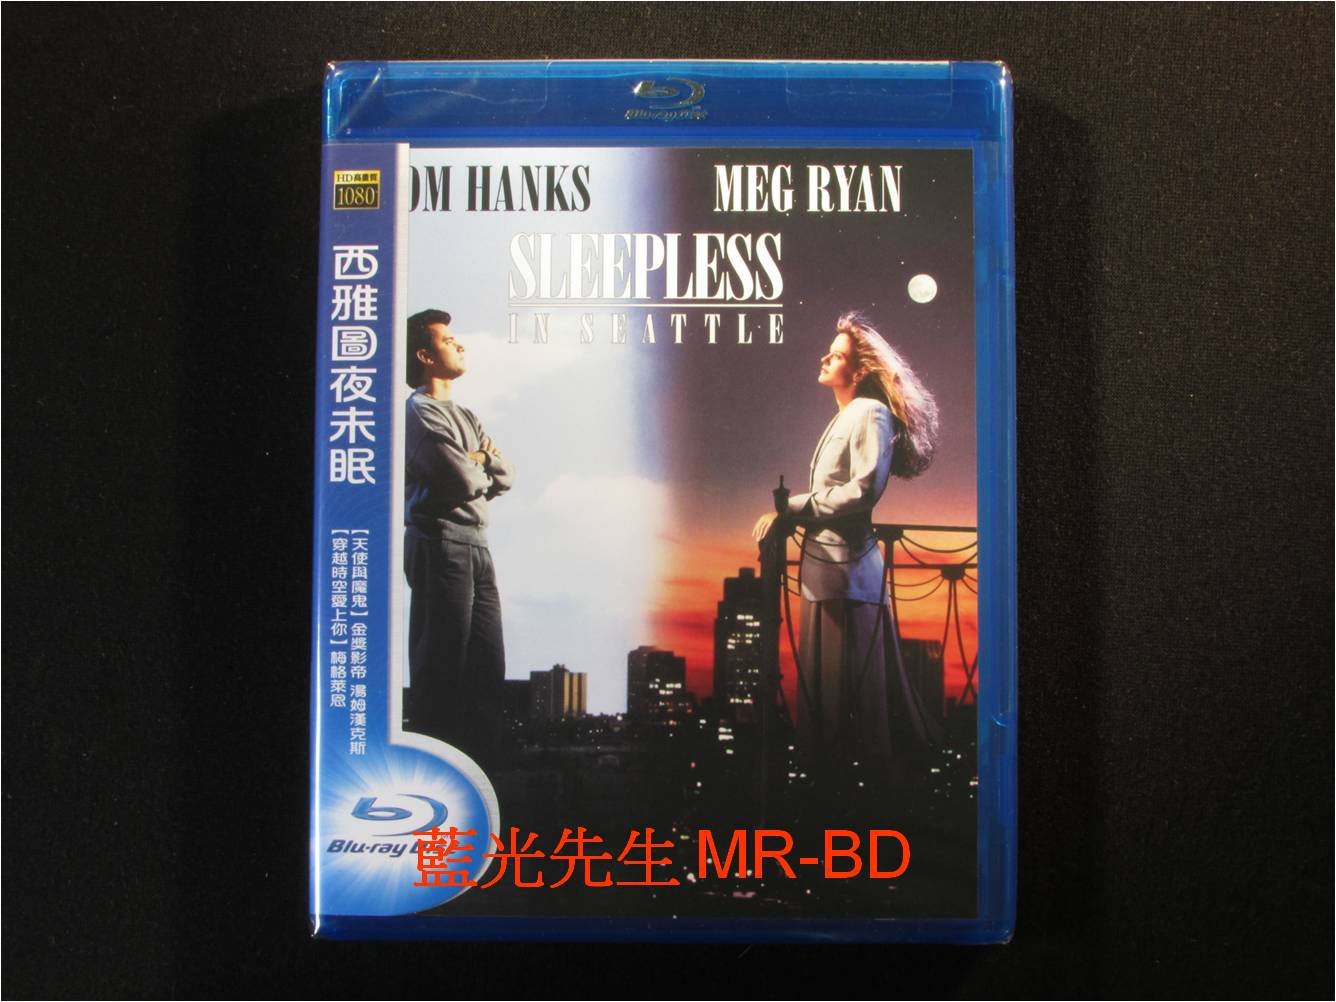 Blu-ray Disc
HD高畫質
1080
OM HANKS
MEG RYAN
SLEEPLESS
IN SEATTLE
西雅圖夜未眠
【天使與魔鬼】金獎影帝 湯姆漢克斯
【穿越時空愛上你】梅格萊恩
Blu-ray
藍光先生 MR-BD